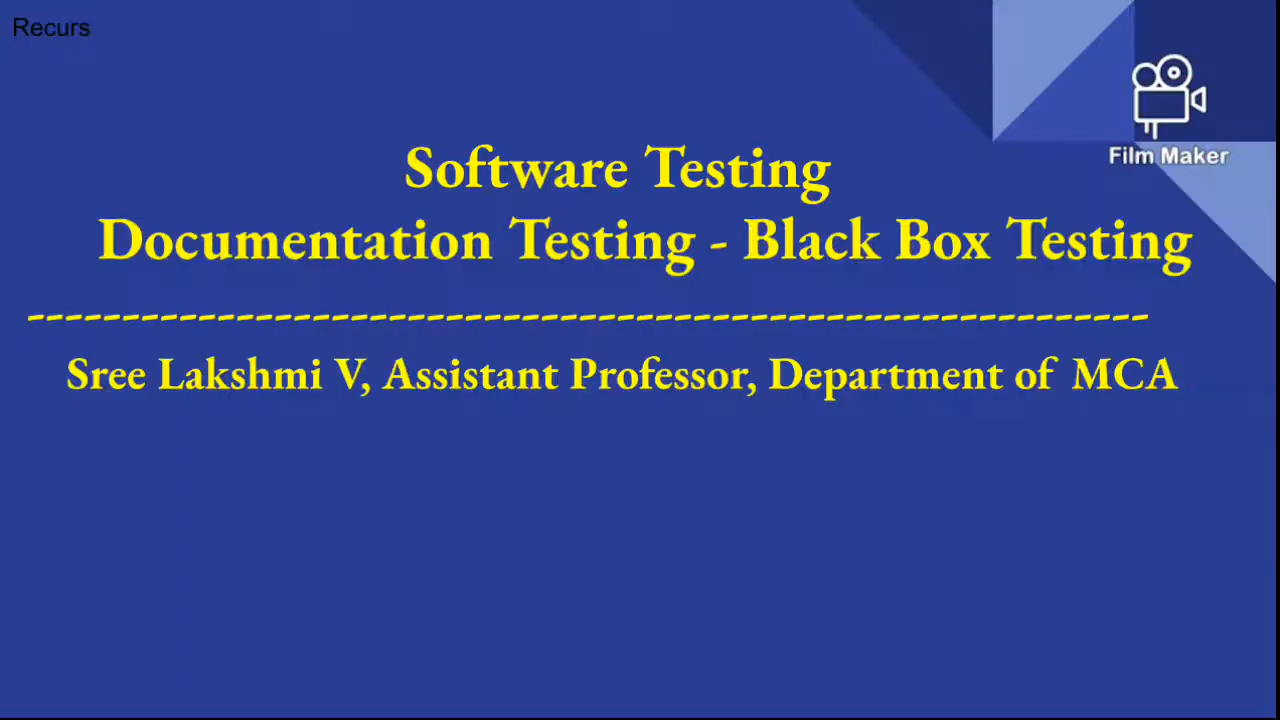 Recurs
Film Maker
Software Testing
Documentation Testing - Black Box Testing
-----------------------------------------------------------
Sree Lakshmi V, Assistant Professor, Department of MCA